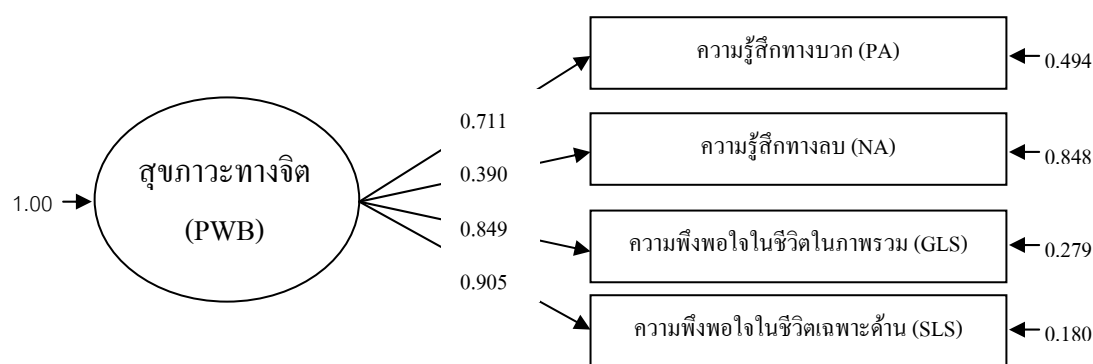 ความรู้สึกทางบวก (PA)
0.494
0.711
ความรู้สึกทางลบ (NA)
0.848
สุขภาวะทางจิต
0.390
1.00
(PWB)
0.849
ความพึงพอใจในชีวิตในภาพรวม (GLS)
0.279
0.905
ความพึงพอใจในชีวิตเฉพาะด้าน (SLS)
0.180